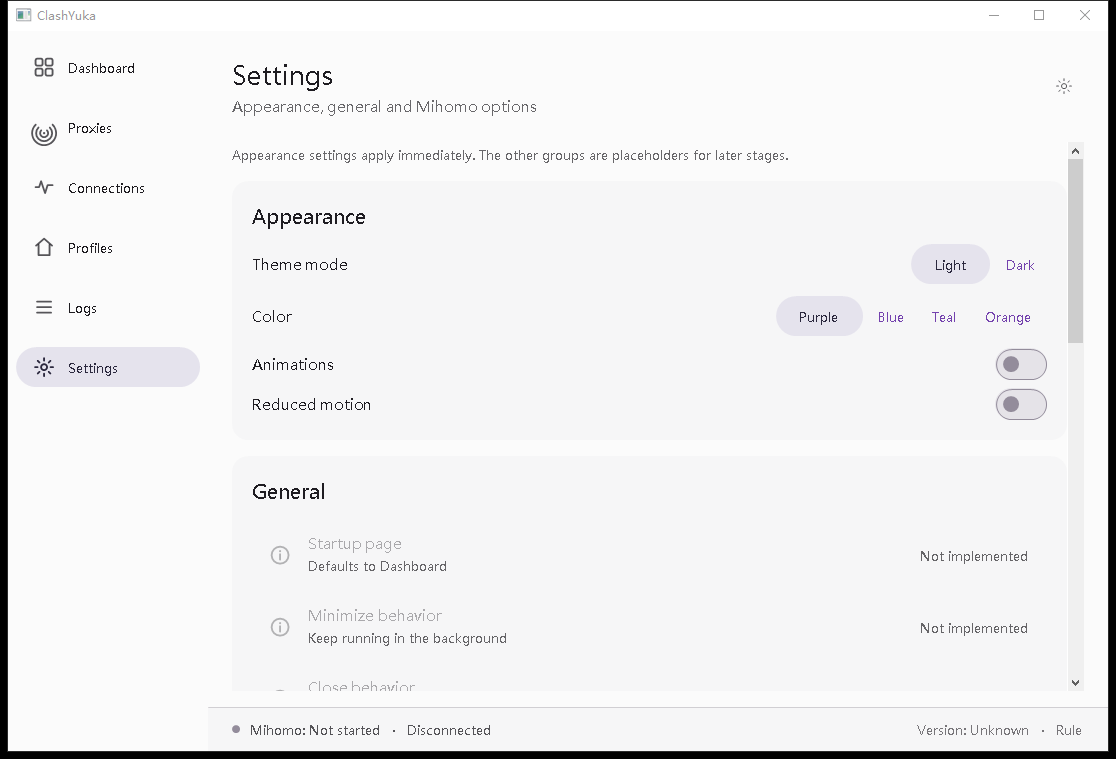 ClashYuka
Dashboard
Proxies
Connections
Profiles
Logs
Settings
Settings
Appearance, general and Mihomo options
Appearance settings apply immediately. The other groups are placeholders for later stages.
Appearance
Theme mode
Light
Dark
Color
Purple
Blue
Teal
Orange
Animations
Reduced motion
General
Startup page
Defaults to Dashboard
Not implemented
Minimize behavior
Keep running in the background
Not implemented
Close behavior
Mihomo: Not started · Disconnected
Version: Unknown · Rule